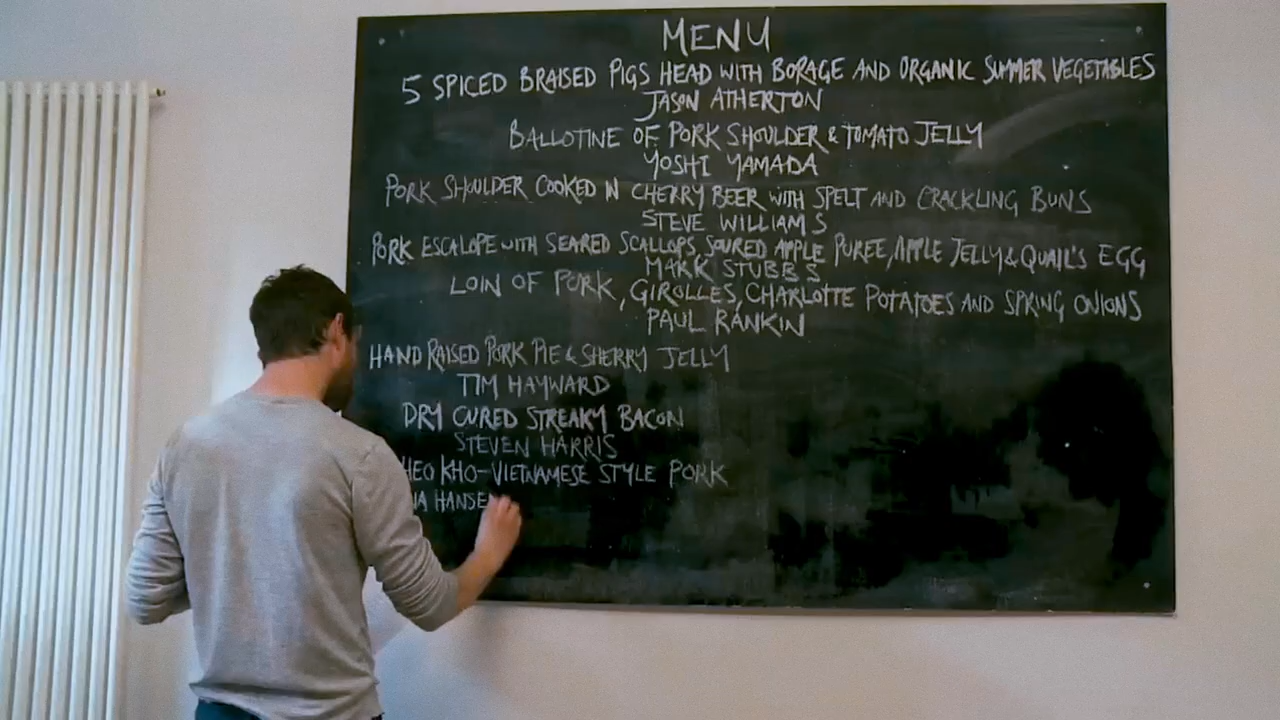 MENU
5 SPICED BRAISED PIGS HEAD WITH BORAGE AND ORGANIC SUMMER VEGETABLES
JASON ATHERTON
BALLOTINE OF PORK SHOULDER & TOMATO JELLY
YOSHI YAMADA
PORK SHOULDER COOKED IN CHERRY BEER WITH SPELT AND CRACKLING BUNS
STEVE WILLIAMS
PORK ESCALOPE WITH SEARED SCALLOPS, SOURED APPLE PUREE, APPLE JELLY & QUAIL'S EGG
MARK STUBBS
LOIN OF PORK, GIROLLES, CHARLOTTE POTATOES AND SPRING ONIONS
PAUL RANKIN
HAND RAISED PORK PIE & SHERRY JELLY
TIM HAYWARD
DRY CURED STREAKY BACON
STEVEN HARRIS
HEO KHO-VIETNAMESE STYLE PORK
HANSE